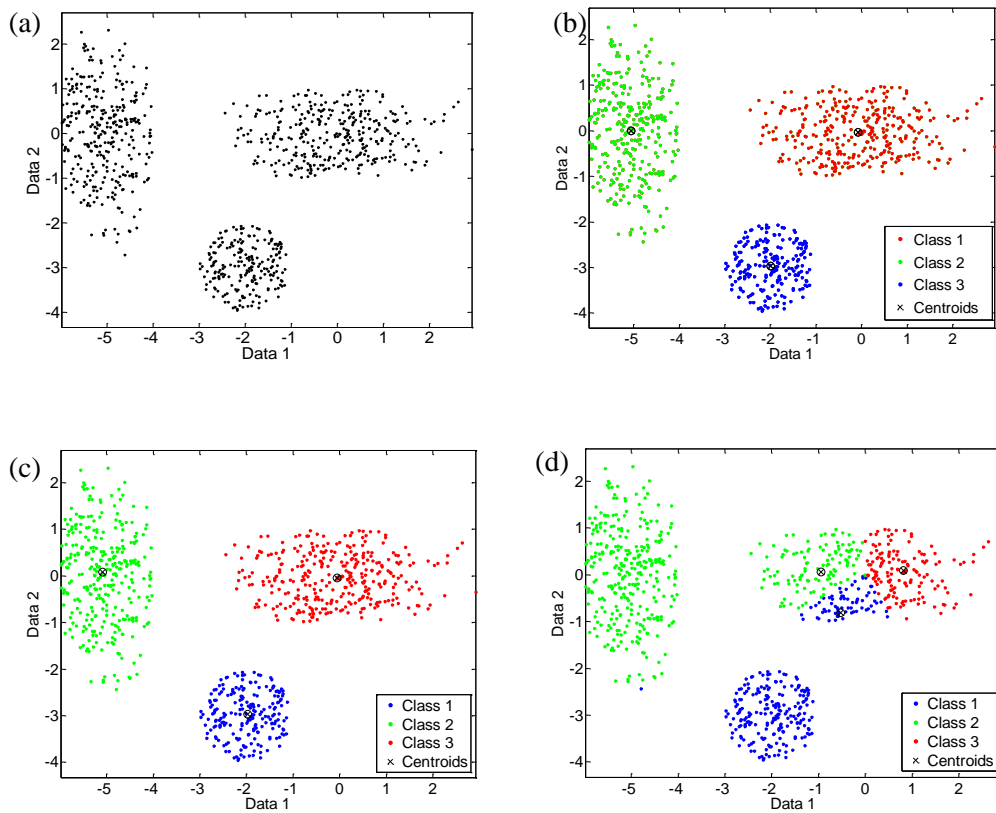 (a)
2
1
0
-1
-2
-3
-4
Data 2
-5 -4 -3 -2 -1 0 1 2
Data 1
(b)
2
1
0
-1
-2
-3
-4
Data 2
Class 1
Class 2
Class 3
Centroids
-5 -4 -3 -2 -1 0 1 2
Data 1
(c)
2
1
0
-1
-2
-3
-4
Data 2
Class 1
Class 2
Class 3
Centroids
-5 -4 -3 -2 -1 0 1 2
Data 1
(d)
2
1
0
-1
-2
-3
-4
Data 2
Class 1
Class 2
Class 3
Centroids
-5 -4 -3 -2 -1 0 1 2
Data 1